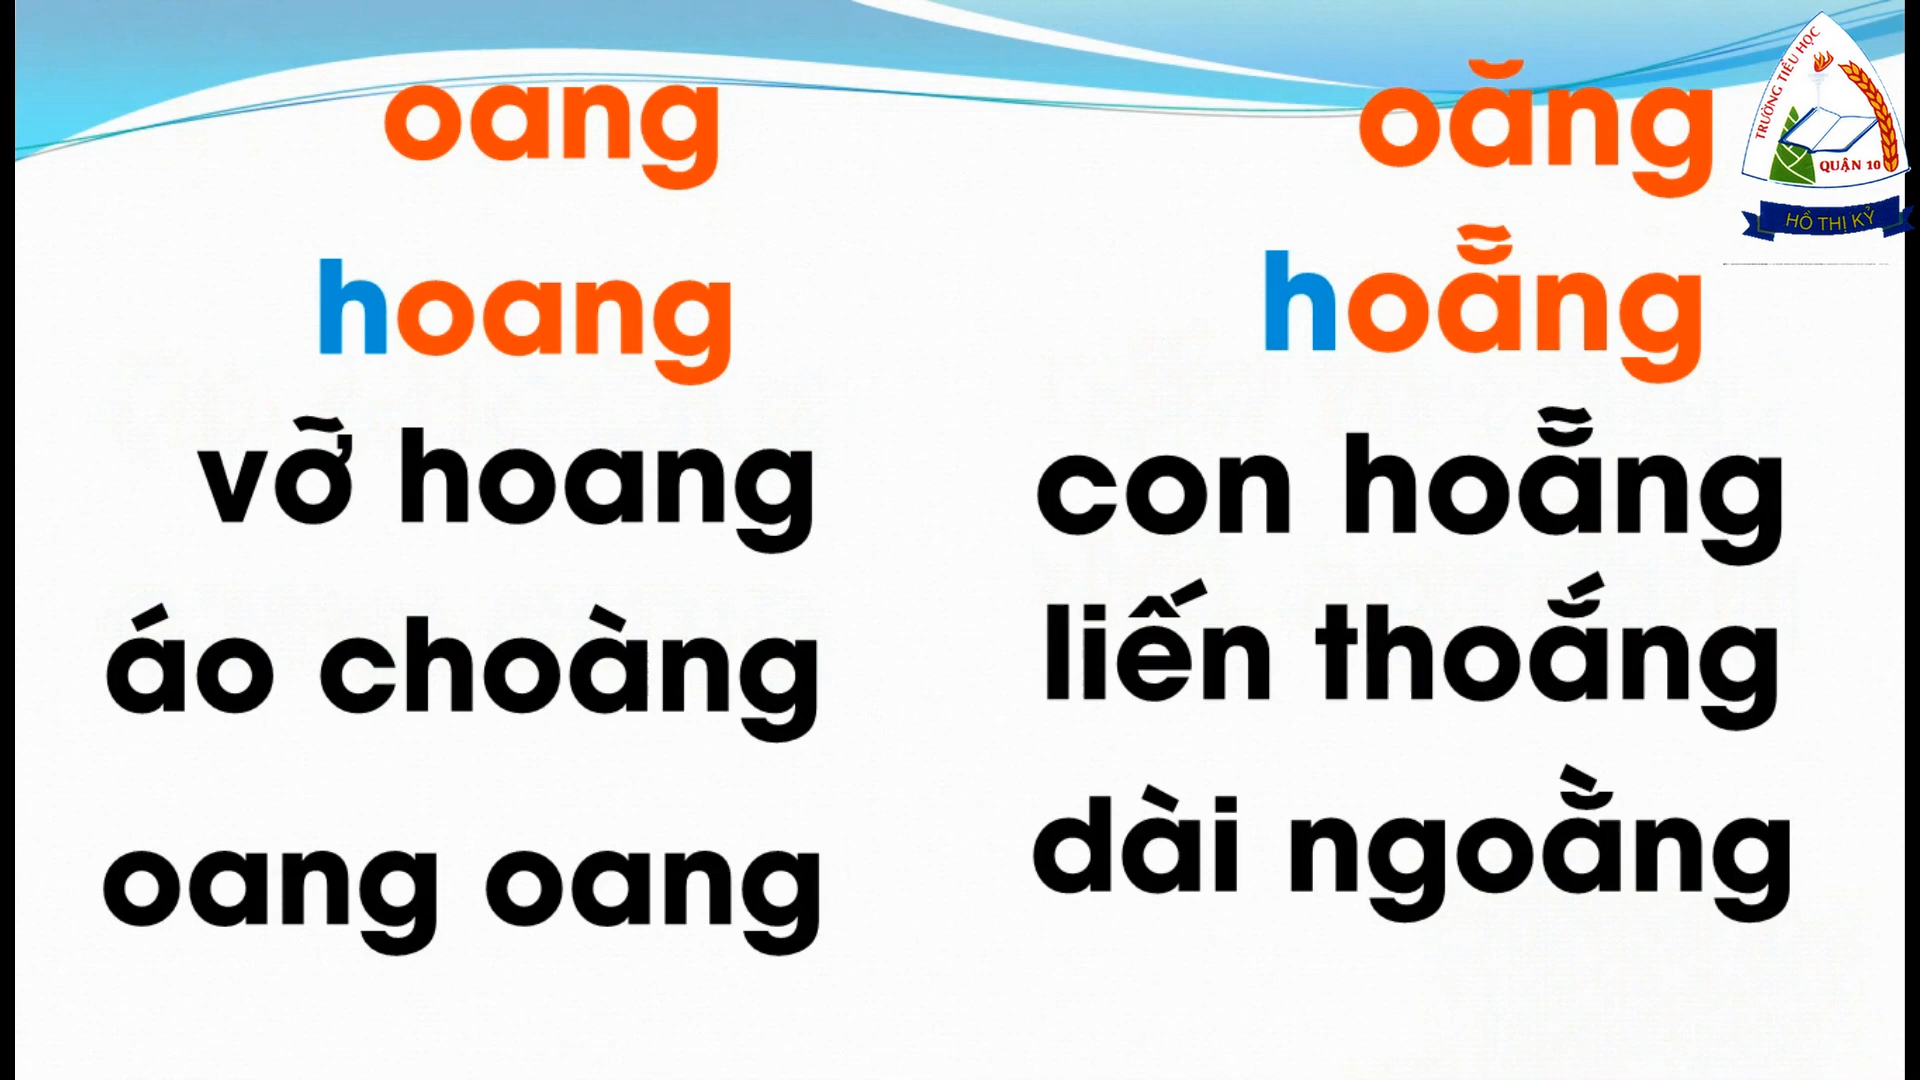 oang
hoang
vỡ hoang
áo choàng
oang oang
oăng
hoẵng
con hoẵng
liến thoắng
dài ngoằng
TRƯỜNG TIỂU HỌC
QUẬN 10
HỒ THỊ KỶ